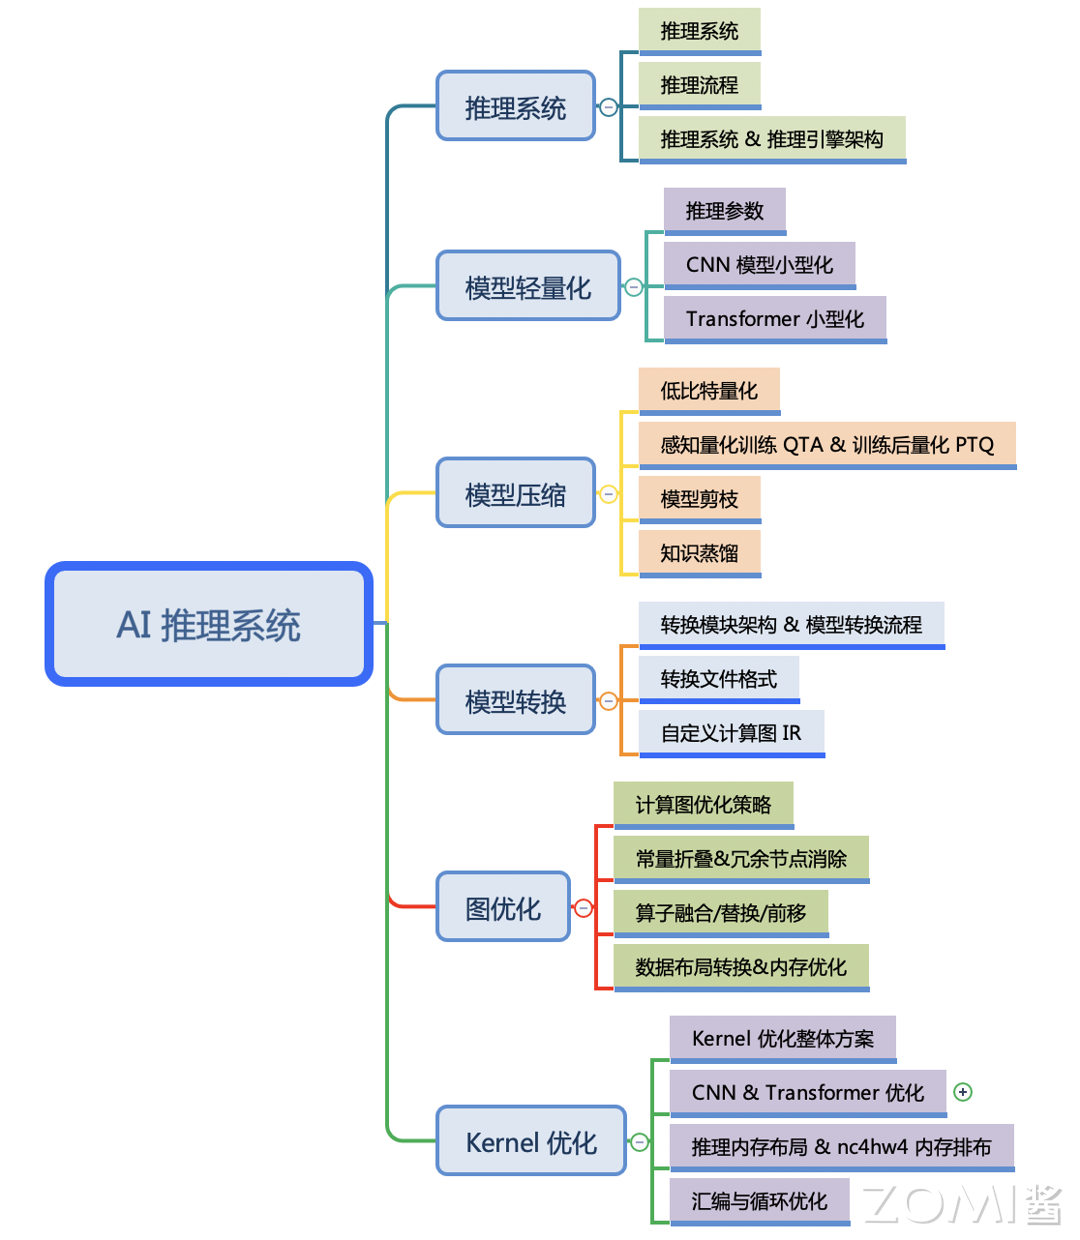 AI 推理系统
推理系统
推理系统
推理流程
推理系统 & 推理引擎架构
模型轻量化
推理参数
CNN 模型小型化
Transformer 小型化
模型压缩
低比特量化
感知量化训练 QTA & 训练后量化 PTQ
模型剪枝
知识蒸馏
模型转换
转换模块架构 & 模型转换流程
转换文件格式
自定义计算图 IR
图优化
计算图优化策略
常量折叠&冗余节点消除
算子融合/替换/前移
数据布局转换&内存优化
Kernel 优化
Kernel 优化整体方案
CNN & Transformer 优化
推理内存布局 & nc4hw4 内存排布
汇编与循环优化
ZOMI酱